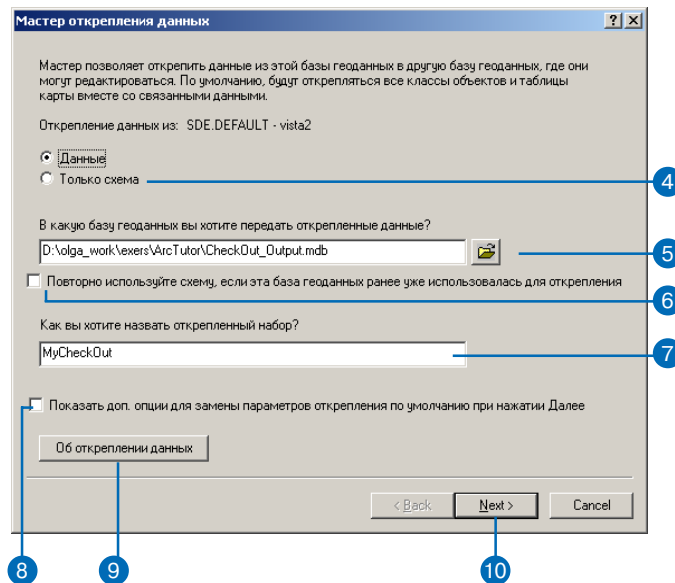 Мастер открепления данных
Мастер позволяет открепить данные из этой базы геоданных в другую базу геоданных, где они
могут редактироваться. По умолчанию, будут открепляться все классы объектов и таблицы
карты вместе со связанными данными.
Открепление данных из: SDE.DEFAULT - vista2
Данные
Только схема
4
В какую базу геоданных вы хотите передать открепленные данные?
D:\olga_work\exers\ArcTutor\CheckOut_Output.mdb
5
Повторно используйте схему, если эта база геоданных ранее уже использовалась для открепления
6
Как вы хотите назвать открепленный набор?
MyCheckOut
7
Показать доп. опции для замены параметров открепления по умолчанию при нажатии Далее
Об откреплении данных
< Back Next > Cancel
8 9 10